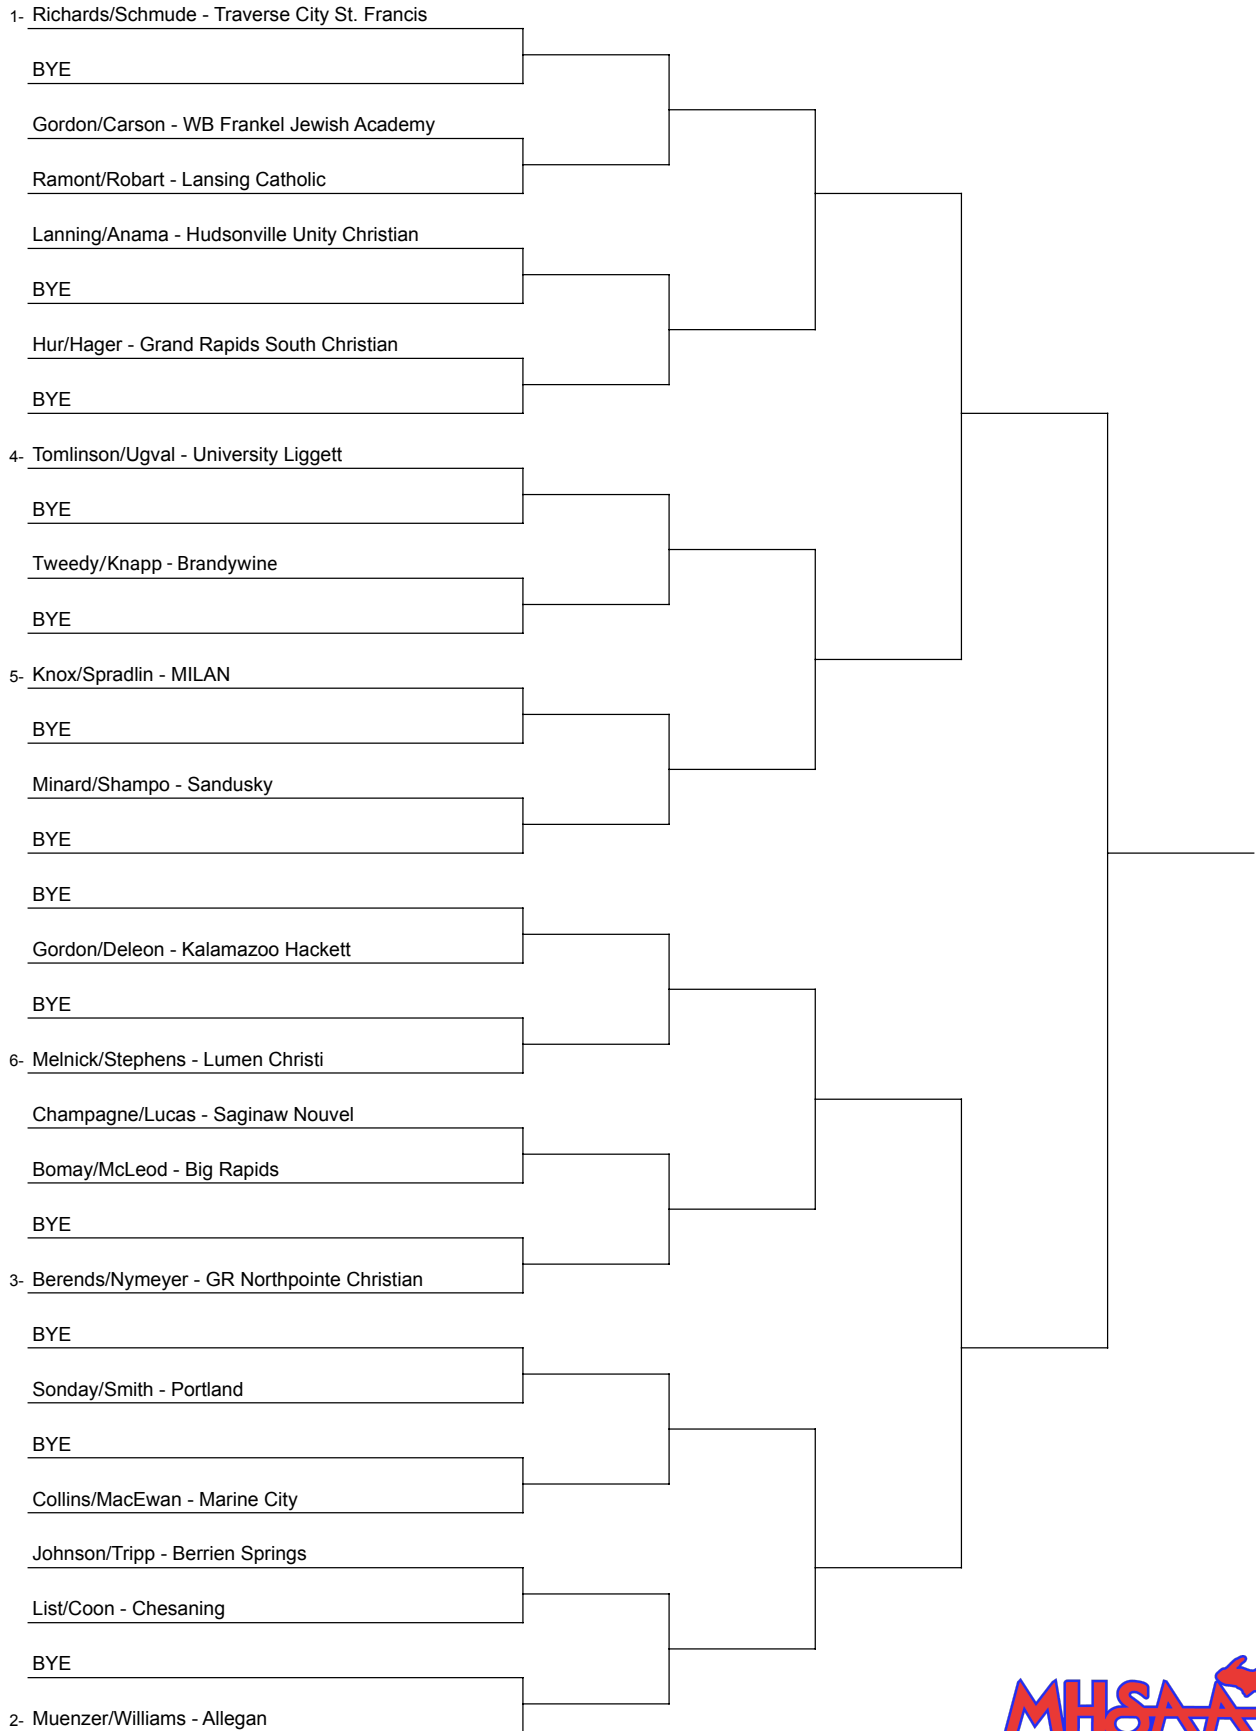 1- Richards/Schmude - Traverse City St. Francis
BYE
Gordon/Carson - WB Frankel Jewish Academy
Ramont/Robart - Lansing Catholic
Lanning/Anama - Hudsonville Unity Christian
BYE
Hur/Hager - Grand Rapids South Christian
BYE
4- Tomlinson/Ugval - University Liggett
BYE
Tweedy/Knapp - Brandywine
BYE
5- Knox/Spradlin - MILAN
BYE
Minard/Shampo - Sandusky
BYE
BYE
Gordon/Deleon - Kalamazoo Hackett
BYE
6- Melnick/Stephens - Lumen Christi
Champagne/Lucas - Saginaw Nouvel
Bomay/McLeod - Big Rapids
BYE
3- Berends/Nymeyer - GR Northpointe Christian
BYE
Sonday/Smith - Portland
BYE
Collins/MacEwan - Marine City
Johnson/Tripp - Berrien Springs
List/Coon - Chesaning
BYE
2- Muenzer/Williams - Allegan
MHSAA